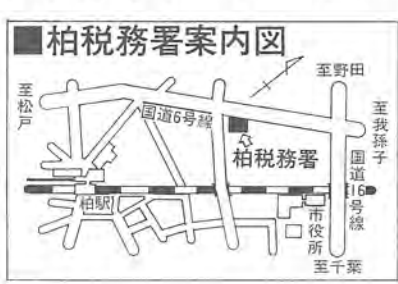 ■柏税務署案内図
至野田
至松戸
国道6号線
至我孫子
柏税務署
国道16号線
柏駅
市役所
至千葉